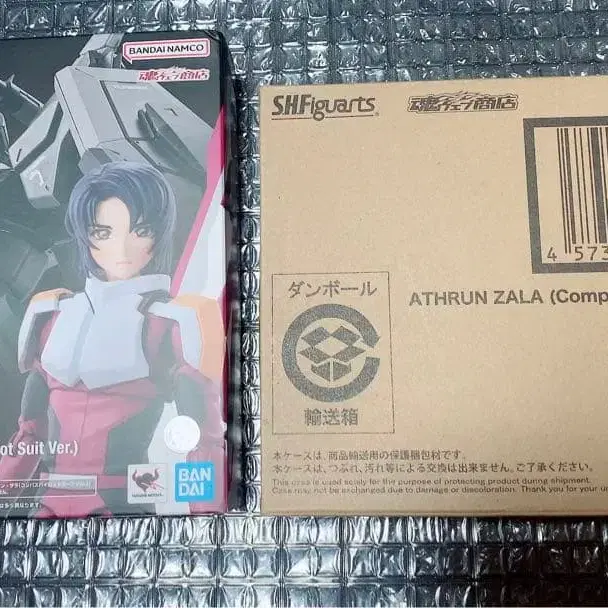 BANDAI NAMCO
魂ウェブ商店
ot Suit Ver.)
BAN
DAI
S.H.Figuarts
魂ウェブ商店
4 573
ダンボール
輸送箱
ATHRUN ZALA (Comp
本ケースは、商品輸送用の保護梱包材です。
本ケースは、つぶれ、汚れ等による交換は出来ません。ご了承ください。
This case is used solely for the purpose of protecting product during shipment.
Case may not be exchanged due to damage or discoloration. Thank you for your u